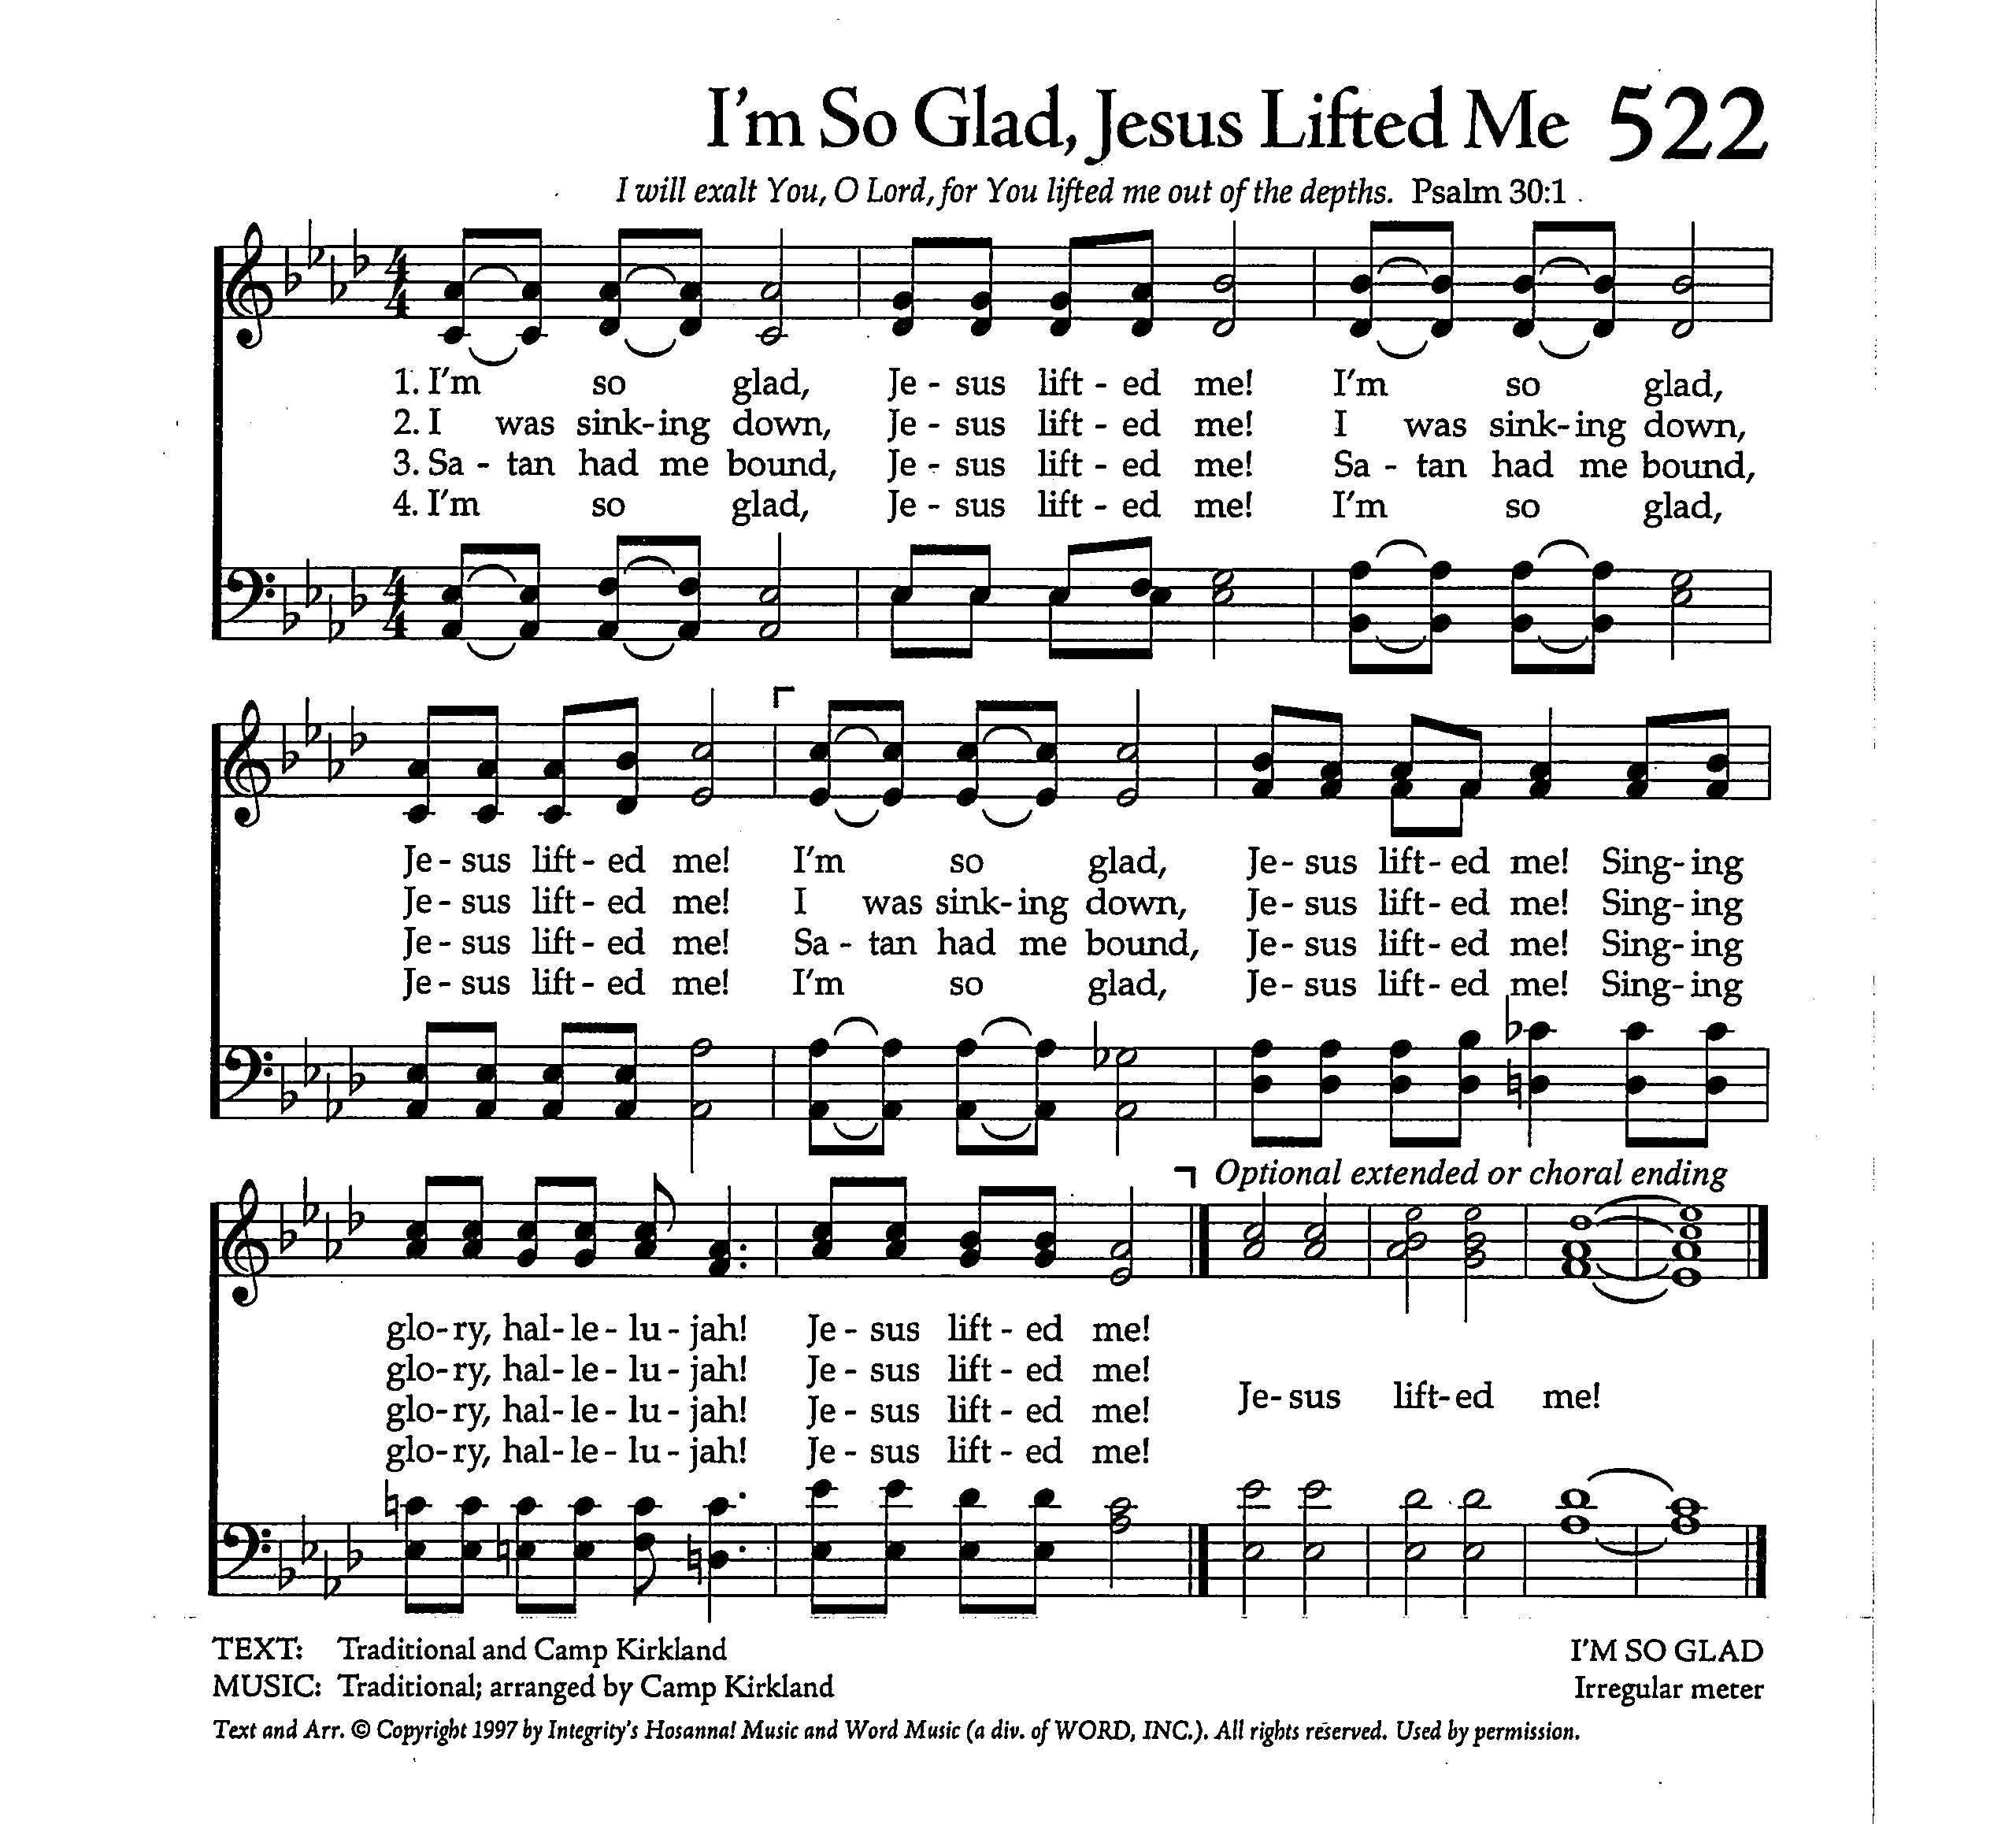 I'm So Glad, Jesus Lifted Me 522
I will exalt You, O Lord, for You lifted me out of the depths. Psalm 30:1
1. I'm so glad, Je - sus lift - ed me! I'm so glad,
2. I was sink-ing down, Je - sus lift - ed me! I was sink-ing down,
3. Sa - tan had me bound, Je - sus lift - ed me! Sa - tan had me bound,
4. I'm so glad, Je - sus lift - ed me! I'm so glad,
Je - sus lift - ed me! I'm so glad, Je - sus lift - ed me! Sing - ing
Je - sus lift - ed me! I was sink-ing down, Je - sus lift - ed me! Sing - ing
Je - sus lift - ed me! Sa - tan had me bound, Je - sus lift - ed me! Sing - ing
Je - sus lift - ed me! I'm so glad, Je - sus lift - ed me! Sing - ing
Optional extended or choral ending
glo-ry, hal-le-lu-jah! Je - sus lift - ed me!
glo-ry, hal-le-lu-jah! Je - sus lift - ed me!
Je-sus lift-ed me!
glo-ry, hal-le-lu-jah! Je - sus lift - ed me!
glo-ry, hal-le-lu-jah! Je - sus lift - ed me!
TEXT: Traditional and Camp Kirkland I'M SO GLAD
MUSIC: Traditional; arranged by Camp Kirkland Irregular meter
Text and Arr. © Copyright 1997 by Integrity's Hosanna! Music and Word Music (a div. of WORD, INC.). All rights reserved. Used by permission.